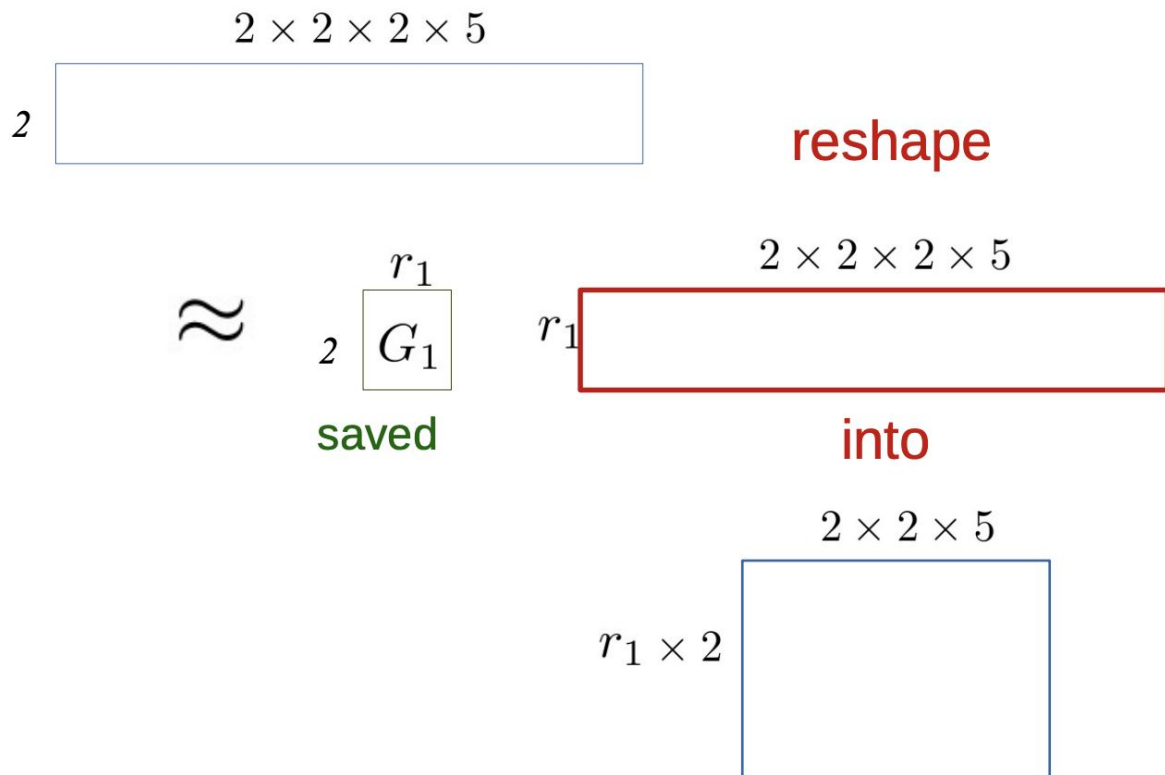 2 × 2 × 2 × 5
2
reshape
≈
r₁
2
G₁
saved
2 × 2 × 2 × 5
r₁
into
2 × 2 × 5
r₁ × 2